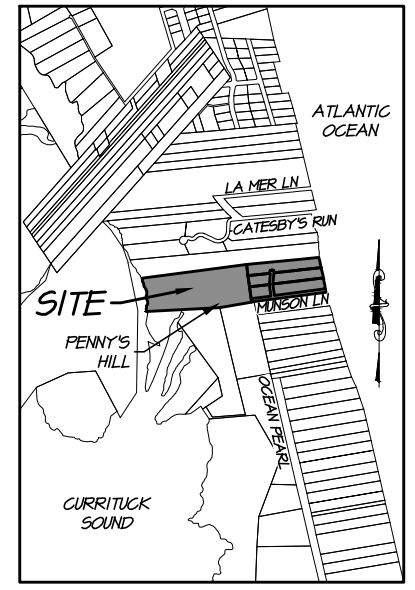 ATLANTIC
OCEAN
LA MER LN
CATESBY'S RUN
SITE
MUNSON LN
PENNY'S
HILL
OCEAN PEARL
CURRITUCK
SOUND